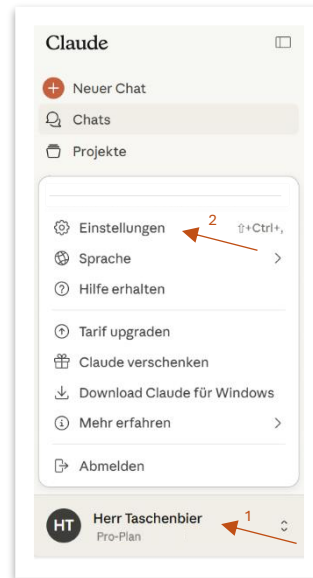 Claude
Neuer Chat
Chats
Projekte
Einstellungen 2 ⇧+Ctrl+,
Sprache
Hilfe erhalten
Tarif upgraden
Claude verschenken
Download Claude für Windows
Mehr erfahren
Abmelden
HT Herr Taschenbier 1
Pro-Plan